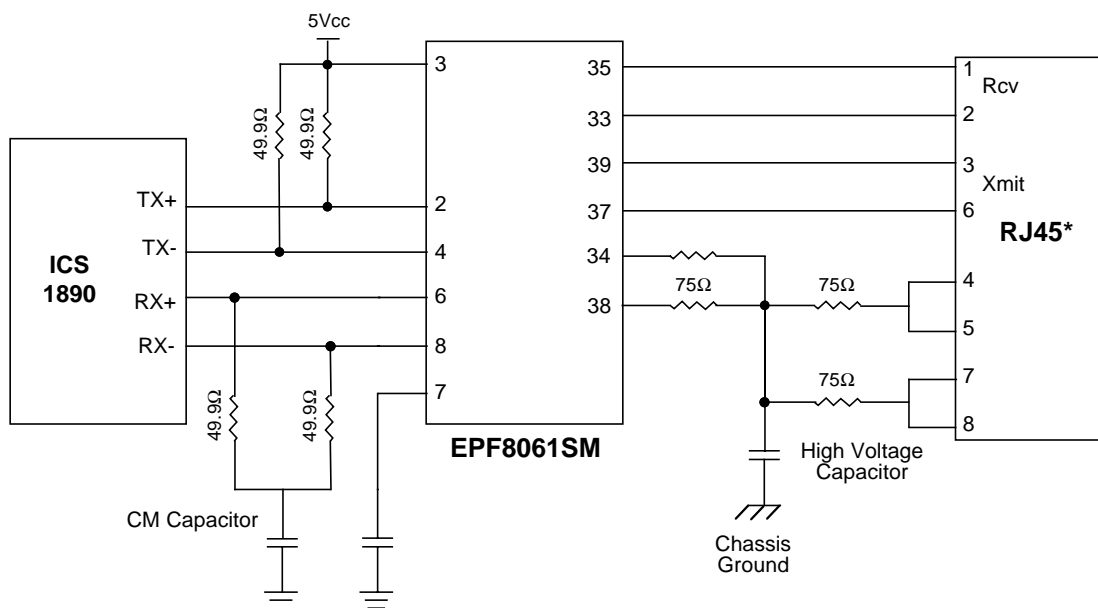 5Vcc
3
35
1
Rcv
33
2
49.9Ω
49.9Ω
39
3
Xmit
TX+
2
37
6
RJ45*
TX-
4
34
ICS
1890
RX+
6
38
75Ω
75Ω
4
5
RX-
8
7
75Ω
7
8
49.9Ω
49.9Ω
EPF8061SM
High Voltage
Capacitor
CM Capacitor
Chassis
Ground